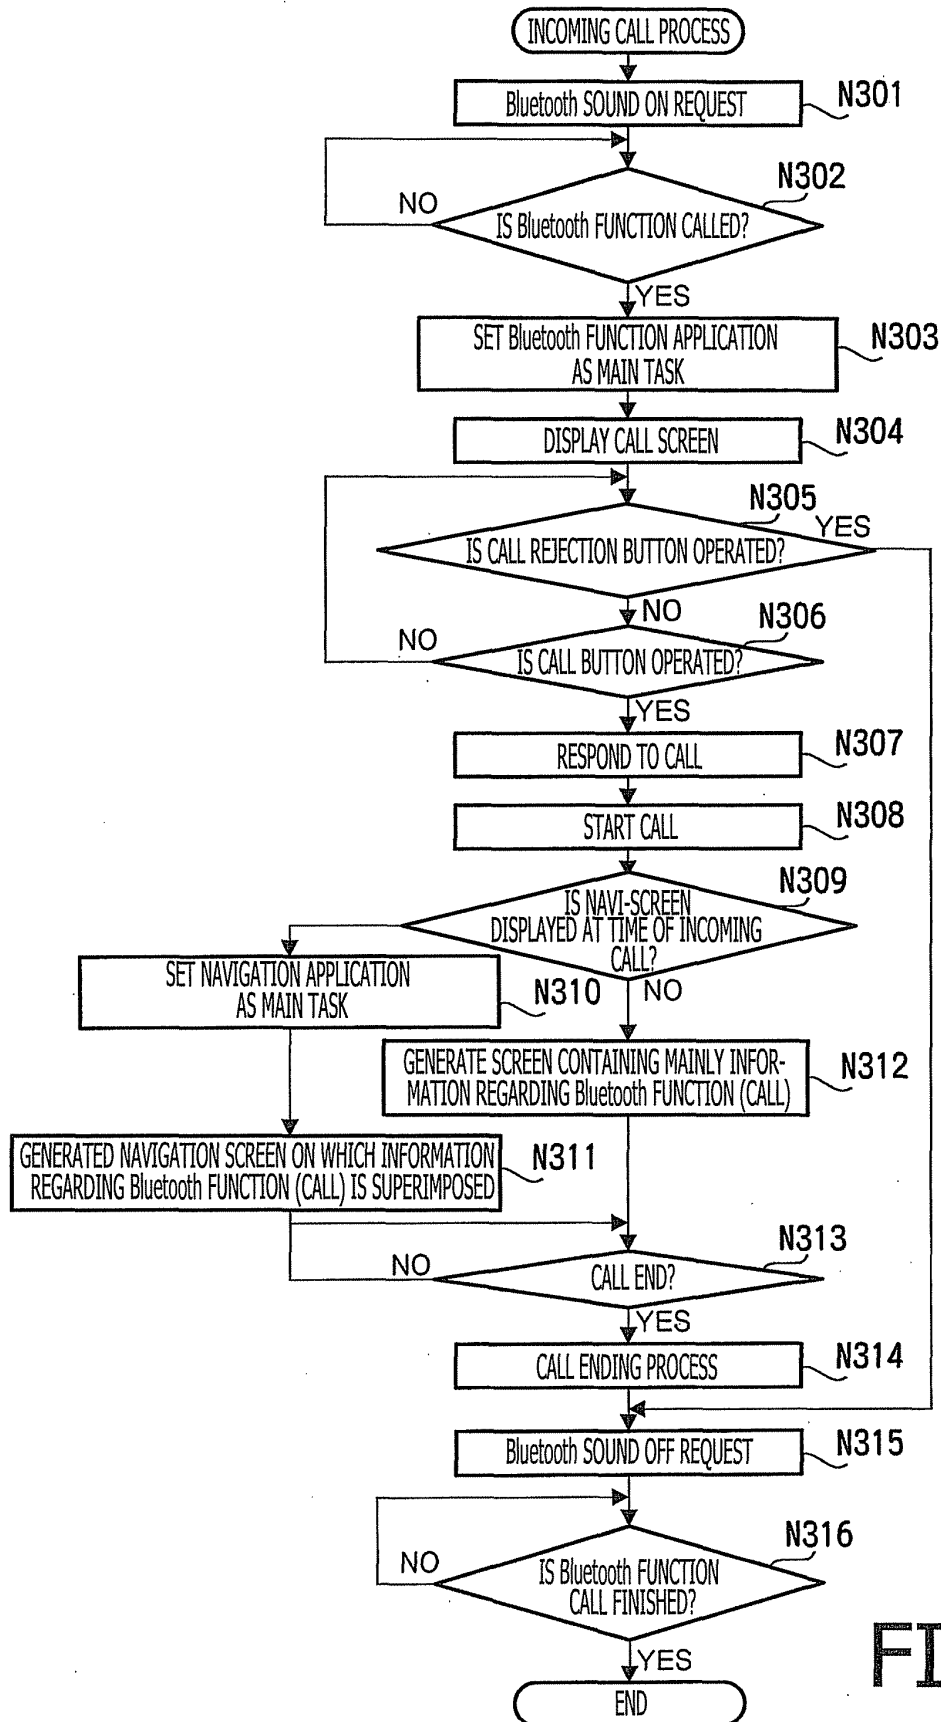 INCOMING CALL PROCESS
Bluetooth SOUND ON REQUEST
N301
N302
NO
IS Bluetooth FUNCTION CALLED?
YES
SET Bluetooth FUNCTION APPLICATION
AS MAIN TASK
N303
DISPLAY CALL SCREEN
N304
N305
YES
IS CALL REJECTION BUTTON OPERATED?
NO
N306
NO
IS CALL BUTTON OPERATED?
YES
RESPOND TO CALL
N307
START CALL
N308
N309
IS NAVI-SCREEN
DISPLAYED AT TIME OF INCOMING
CALL?
SET NAVIGATION APPLICATION
AS MAIN TASK
N310
NO
GENERATE SCREEN CONTAINING MAINLY INFOR-
MATION REGARDING Bluetooth FUNCTION (CALL)
N312
GENERATED NAVIGATION SCREEN ON WHICH INFORMATION
REGARDING Bluetooth FUNCTION (CALL) IS SUPERIMPOSED
N311
N313
NO
CALL END?
YES
CALL ENDING PROCESS
N314
Bluetooth SOUND OFF REQUEST
N315
N316
NO
IS Bluetooth FUNCTION
CALL FINISHED?
YES
END